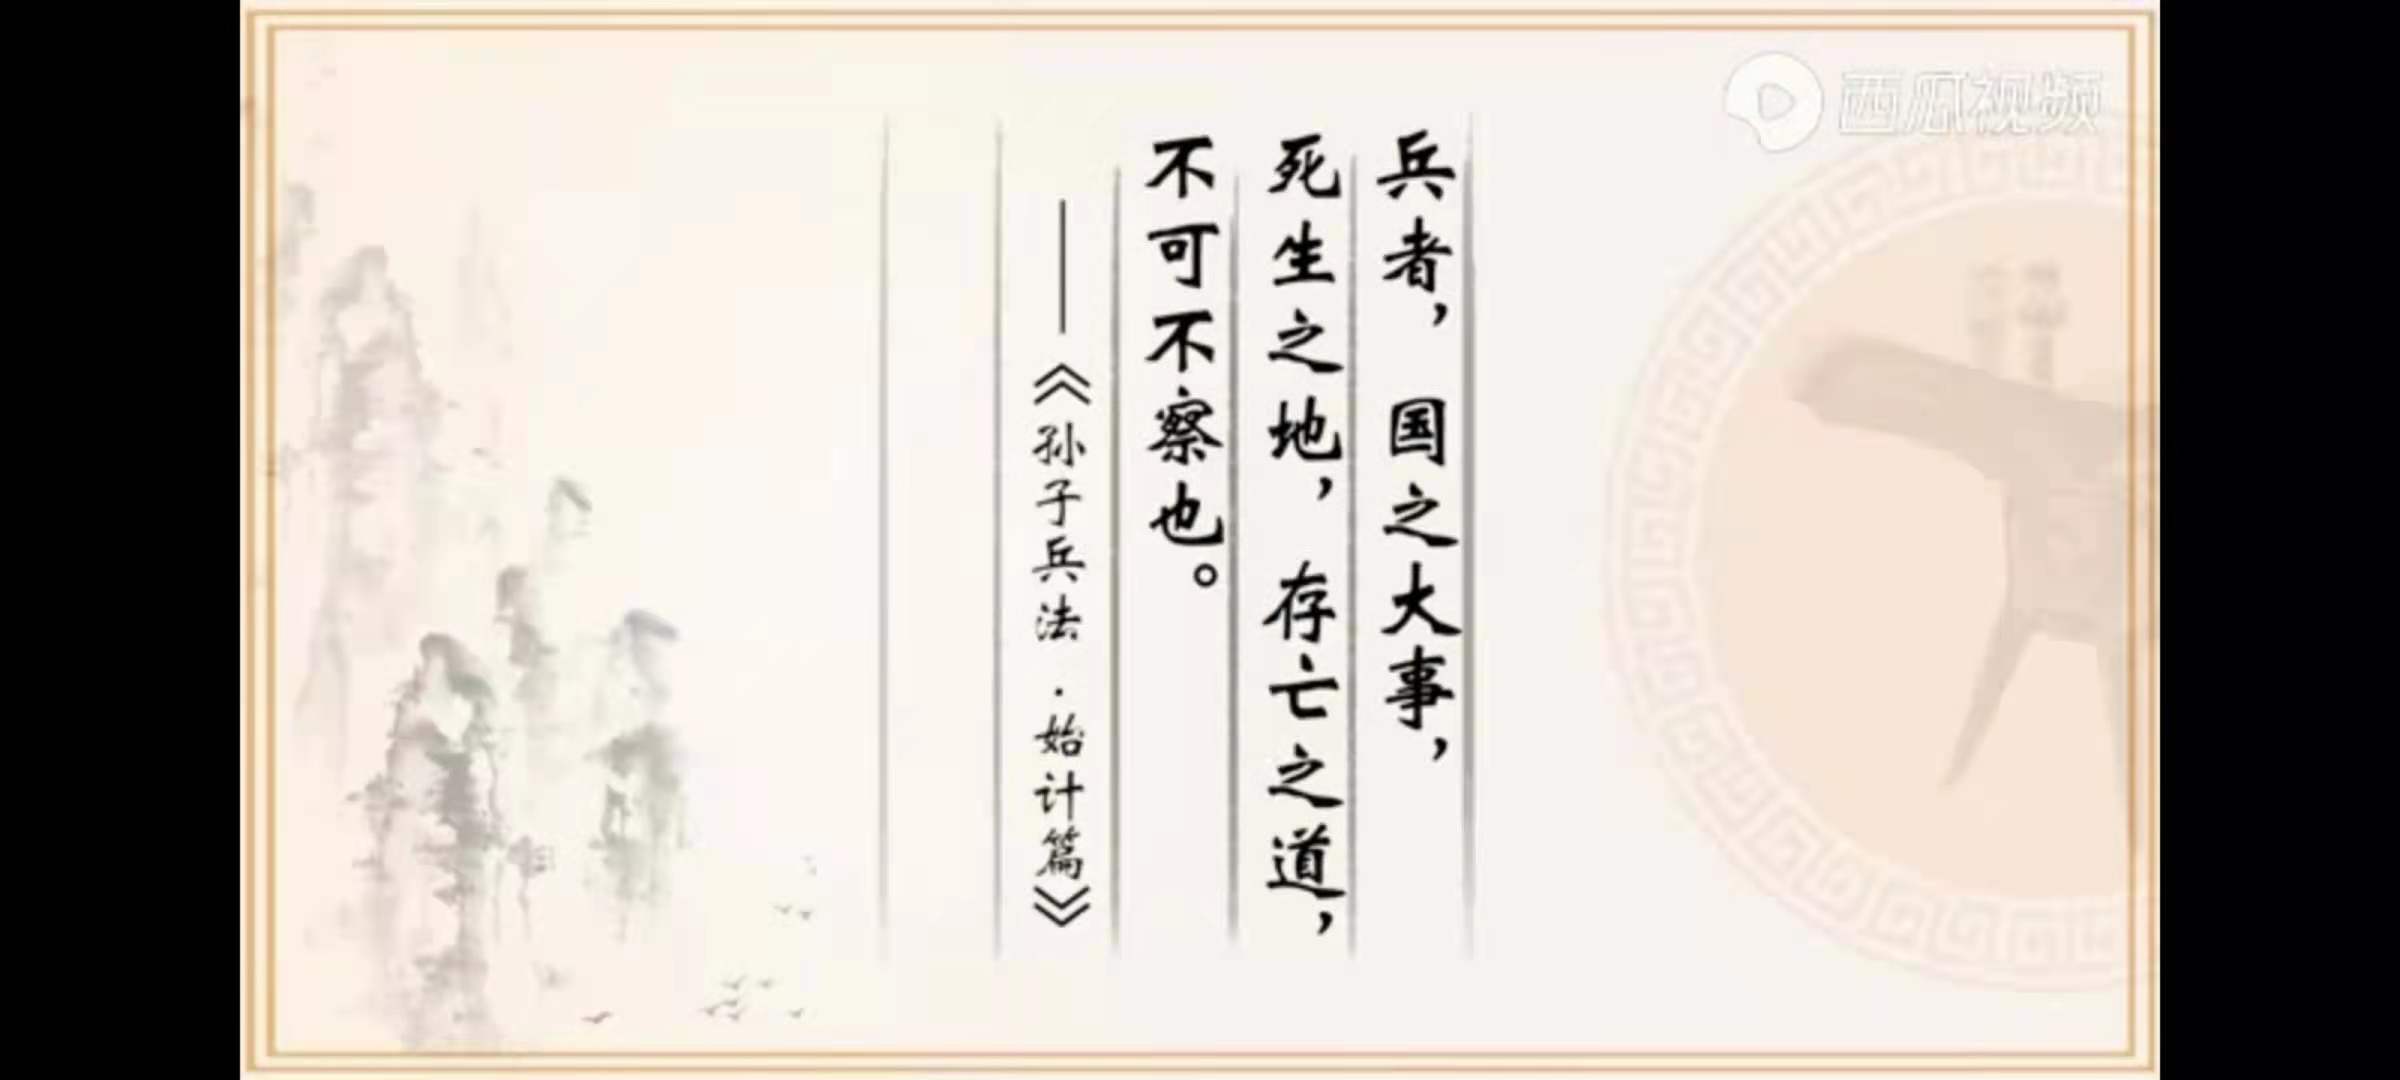 兵者，国之大事，
死生之地，存亡之道，
不可不察也。
——《孙子兵法·始计篇》
西瓜视频